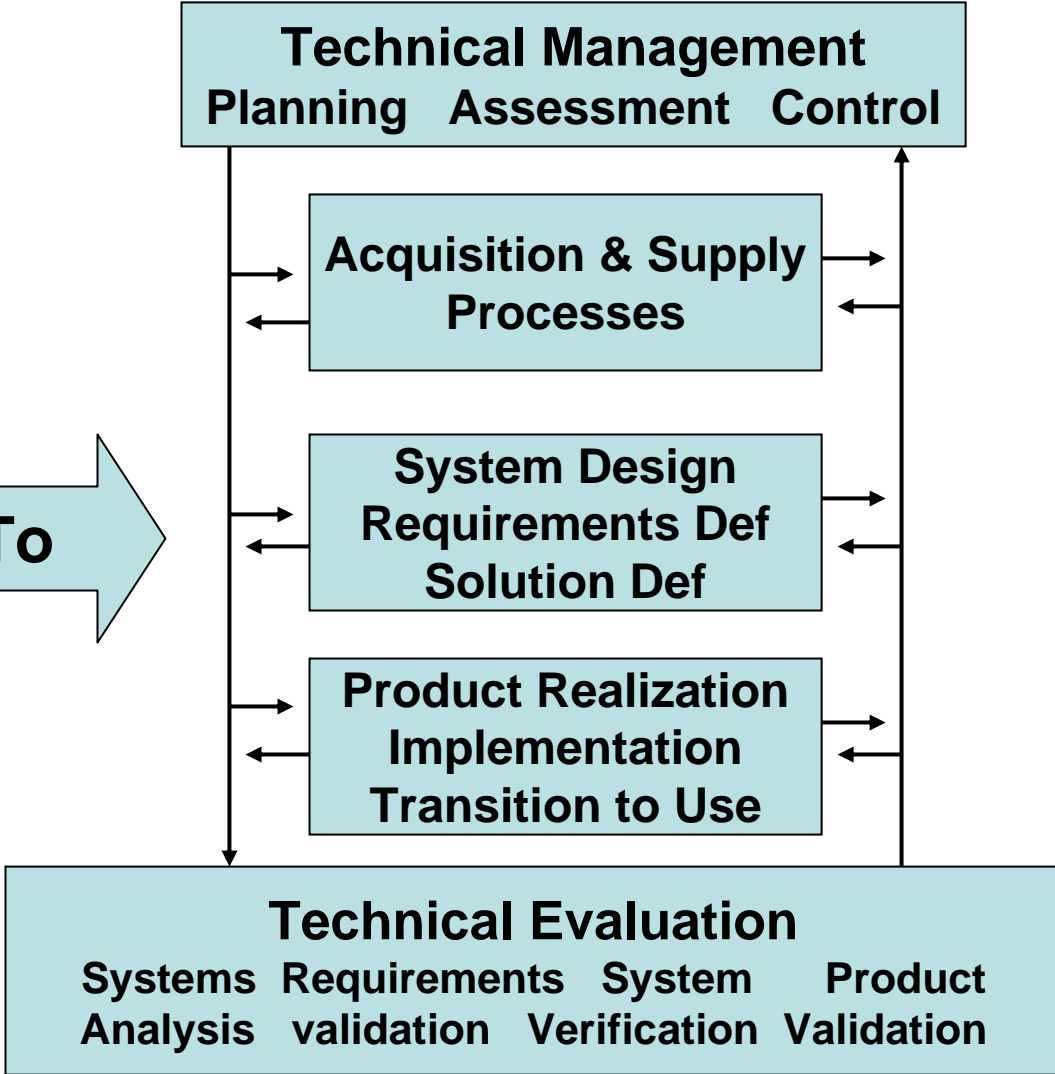 Technical Management
Planning Assessment Control
Acquisition & Supply
Processes
System Design
Requirements Def
Solution Def
To
Product Realization
Implementation
Transition to Use
Technical Evaluation
Systems Requirements System Product
Analysis validation Verification Validation